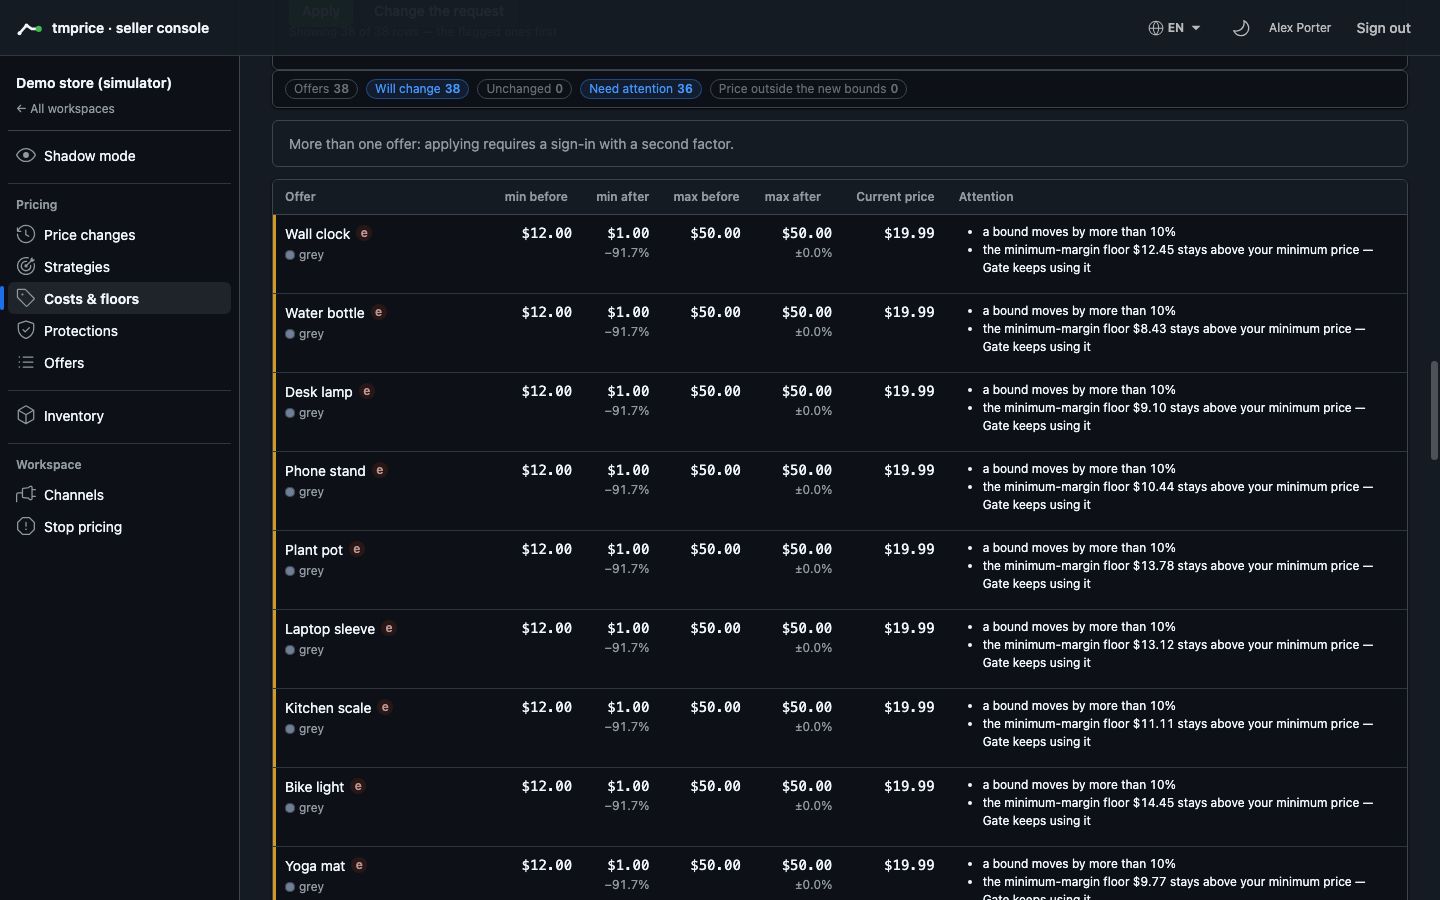 Apply Change the request
Showing 38 of 38 rows — the flagged ones first
tmprice · seller console
EN
Alex Porter
Sign out
Demo store (simulator)
← All workspaces
Shadow mode
Pricing
Price changes
Strategies
Costs & floors
Protections
Offers
Inventory
Workspace
Channels
Stop pricing
Offers 38 Will change 38 Unchanged 0 Need attention 36 Price outside the new bounds 0
More than one offer: applying requires a sign-in with a second factor.
Offer min before min after max before max after Current price Attention
Wall clock e $12.00 $1.00 $50.00 $50.00 $19.99 • a bound moves by more than 10%
grey −91.7% ±0.0% • the minimum-margin floor $12.45 stays above your minimum price —
Gate keeps using it
Water bottle e $12.00 $1.00 $50.00 $50.00 $19.99 • a bound moves by more than 10%
grey −91.7% ±0.0% • the minimum-margin floor $8.43 stays above your minimum price —
Gate keeps using it
Desk lamp e $12.00 $1.00 $50.00 $50.00 $19.99 • a bound moves by more than 10%
grey −91.7% ±0.0% • the minimum-margin floor $9.10 stays above your minimum price —
Gate keeps using it
Phone stand e $12.00 $1.00 $50.00 $50.00 $19.99 • a bound moves by more than 10%
grey −91.7% ±0.0% • the minimum-margin floor $10.44 stays above your minimum price —
Gate keeps using it
Plant pot e $12.00 $1.00 $50.00 $50.00 $19.99 • a bound moves by more than 10%
grey −91.7% ±0.0% • the minimum-margin floor $13.78 stays above your minimum price —
Gate keeps using it
Laptop sleeve e $12.00 $1.00 $50.00 $50.00 $19.99 • a bound moves by more than 10%
grey −91.7% ±0.0% • the minimum-margin floor $13.12 stays above your minimum price —
Gate keeps using it
Kitchen scale e $12.00 $1.00 $50.00 $50.00 $19.99 • a bound moves by more than 10%
grey −91.7% ±0.0% • the minimum-margin floor $11.11 stays above your minimum price —
Gate keeps using it
Bike light e $12.00 $1.00 $50.00 $50.00 $19.99 • a bound moves by more than 10%
grey −91.7% ±0.0% • the minimum-margin floor $14.45 stays above your minimum price —
Gate keeps using it
Yoga mat e $12.00 $1.00 $50.00 $50.00 $19.99 • a bound moves by more than 10%
grey −91.7% ±0.0% • the minimum-margin floor $9.77 stays above your minimum price —
Gate keeps using it